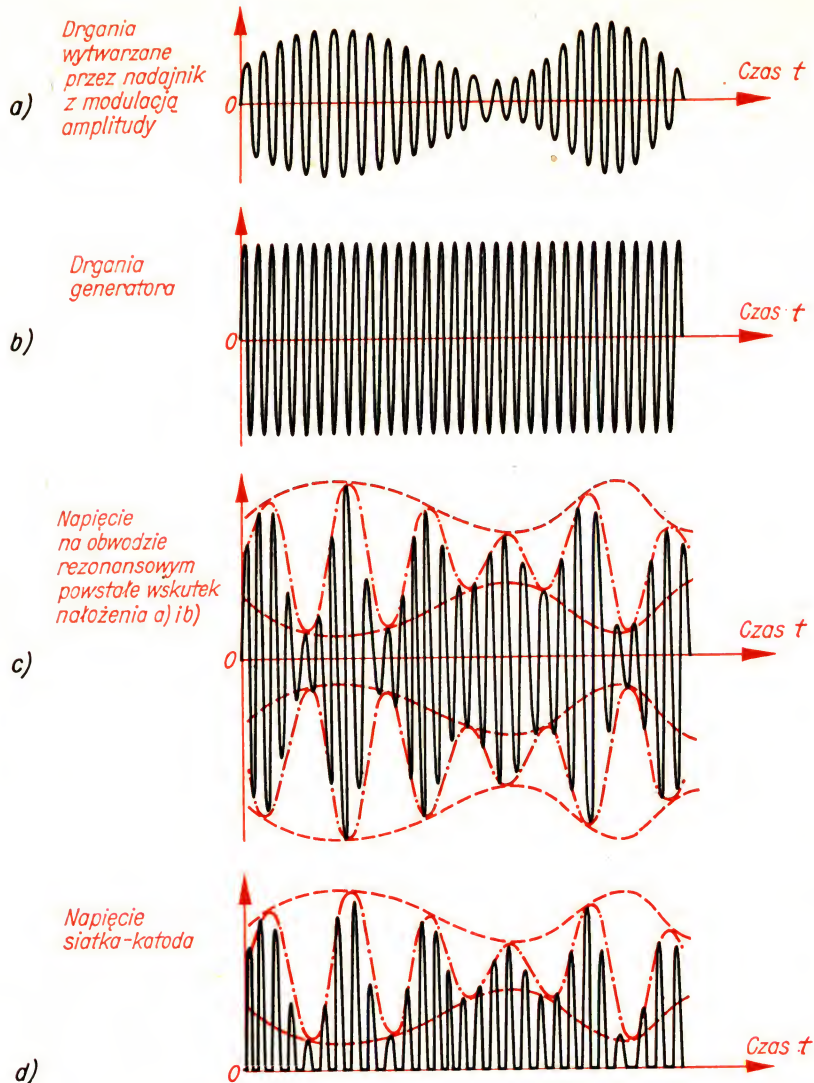 Drgania
wytwarzane
przez nadajnik
z modulacją
amplitudy
a)
0
Czas t
Drgania
generatora
b)
0
Czas t
Napięcie
na obwodzie
rezonansowym
powstałe wskutek
nałożenia a) i b)
c)
0
Czas t
Napięcie
siatka-katoda
d)
0
Czas t